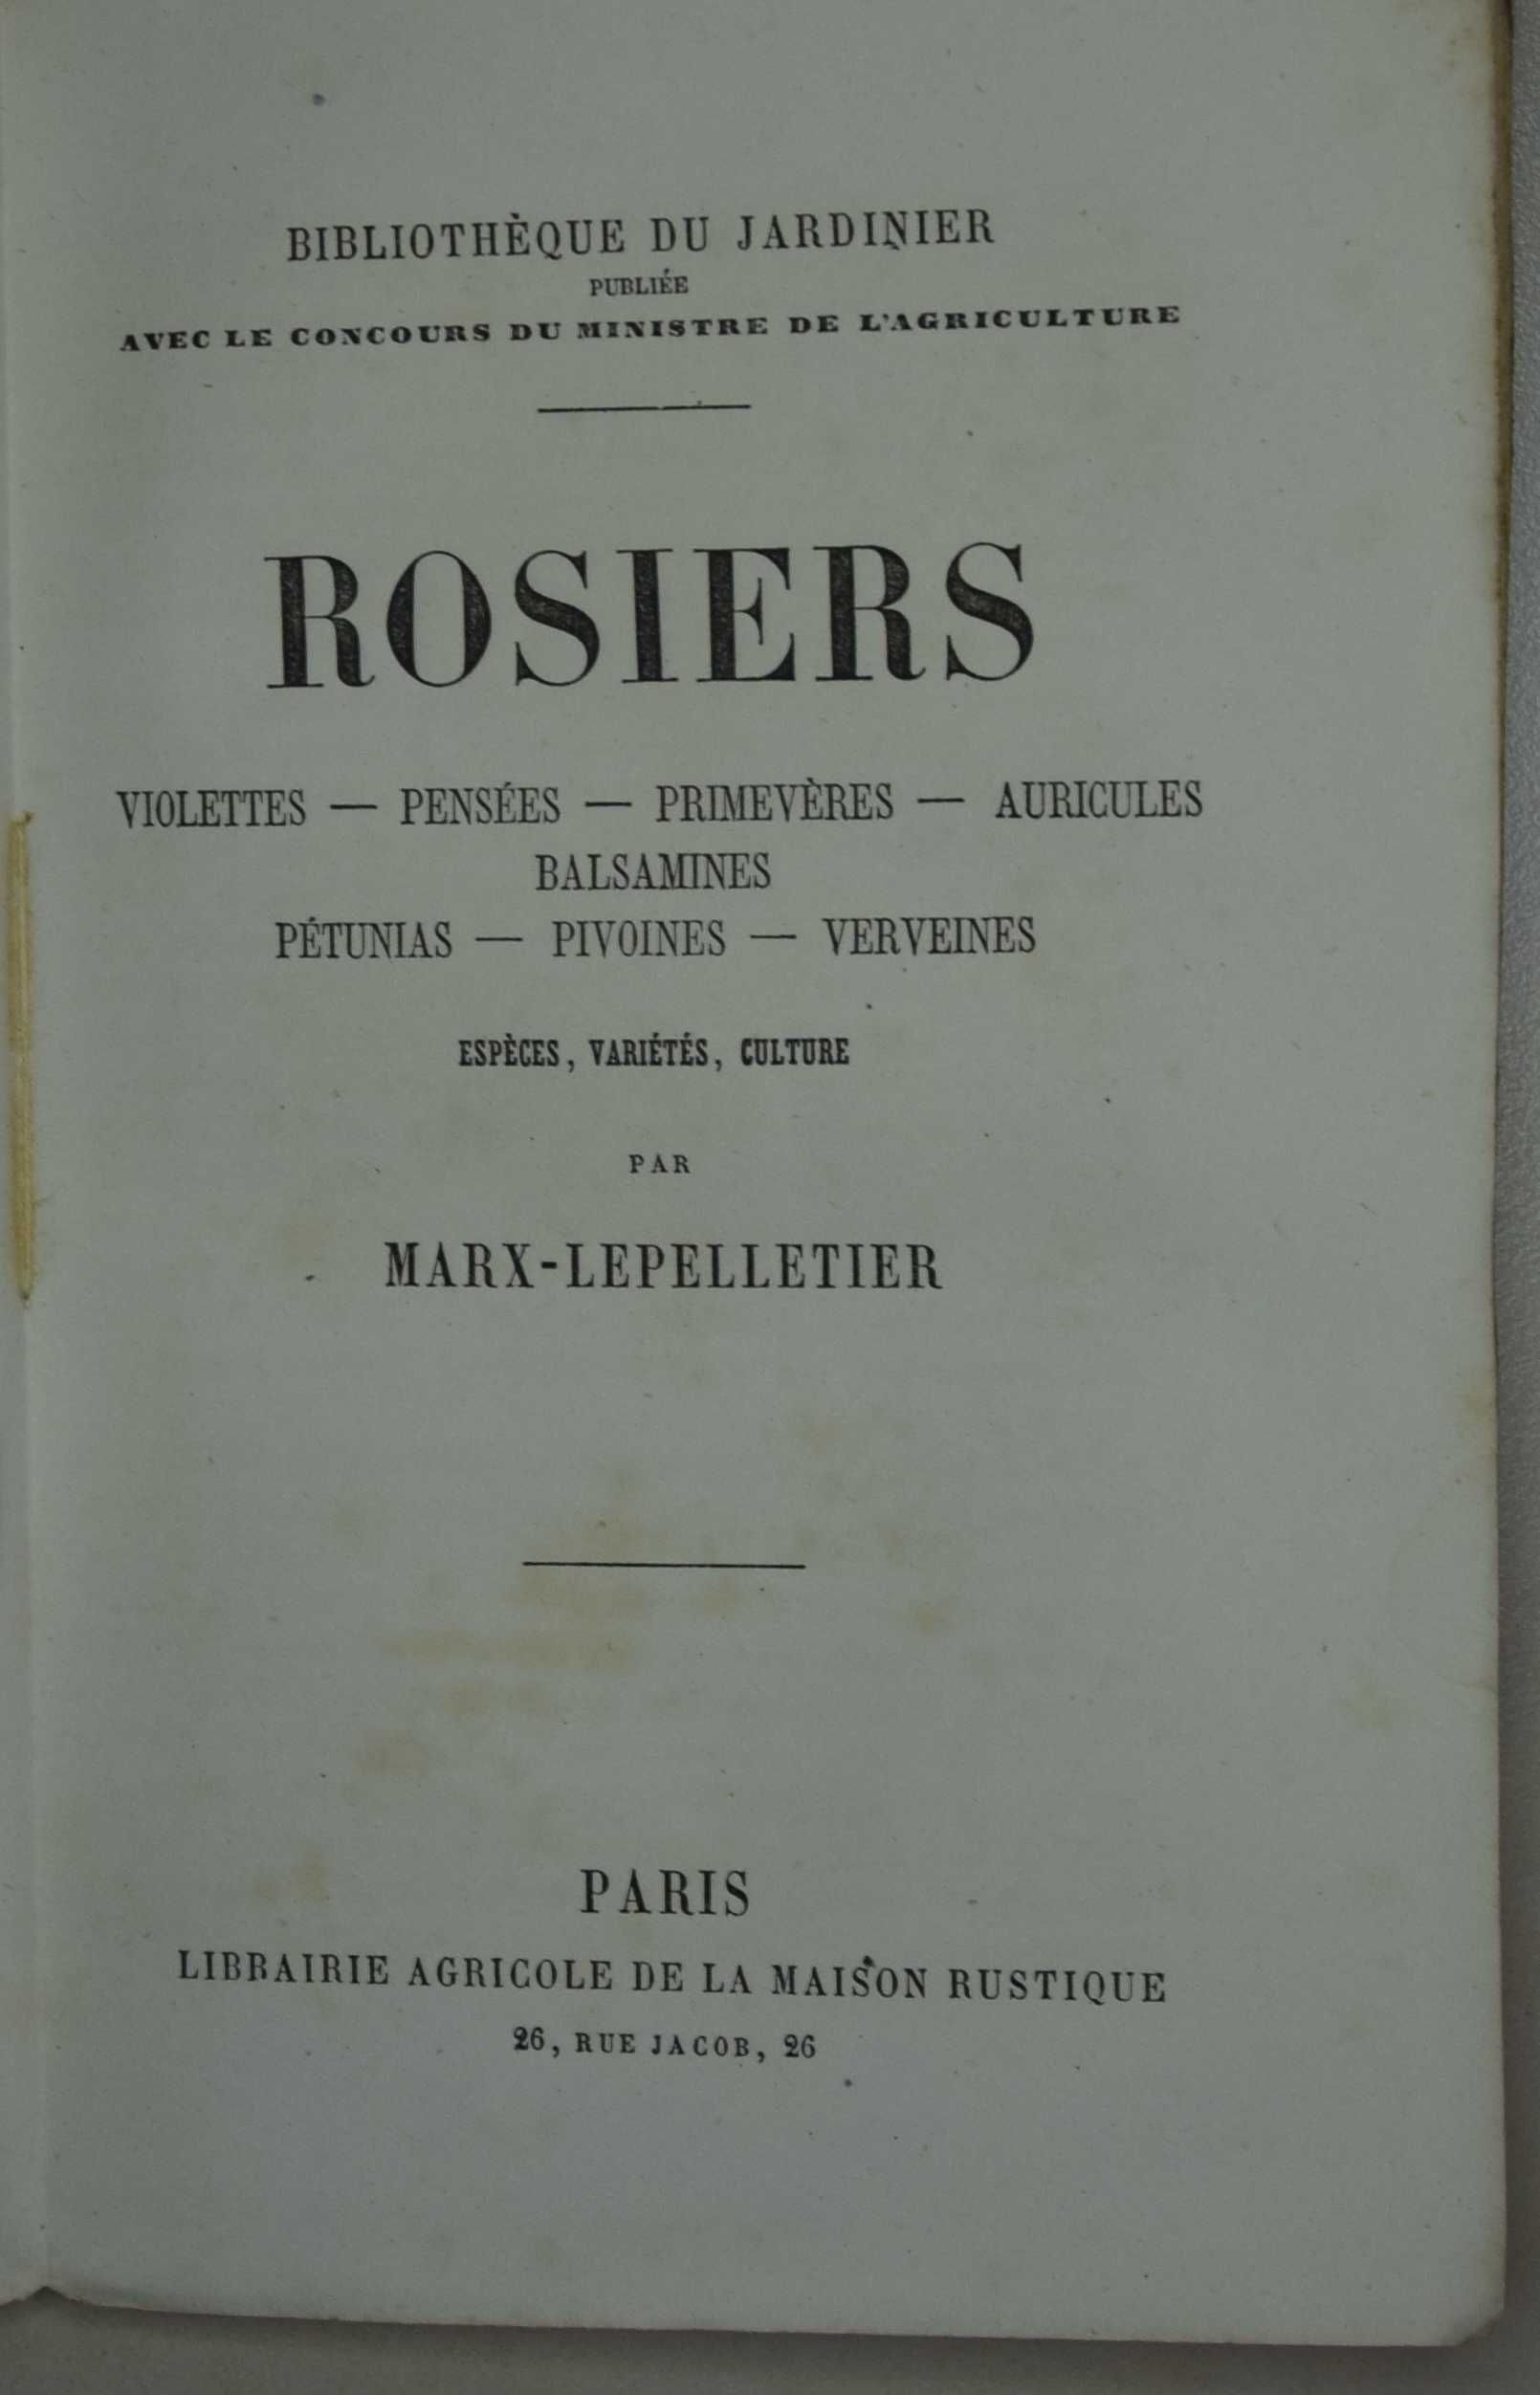 BIBLIOTHÈQUE DU JARDINIER
PUBLIÉE
AVEC LE CONCOURS DU MINISTRE DE L'AGRICULTURE
ROSIERS
VIOLETTES — PENSÉES — PRIMEVÈRES — AURICULES
BALSAMINES
PÉTUNIAS — PIVOINES — VERVEINES
ESPÈCES, VARIÉTÉS, CULTURE
PAR
MARX-LEPELLETIER
PARIS
LIBRAIRIE AGRICOLE DE LA MAISON RUSTIQUE
26, RUE JACOB, 26